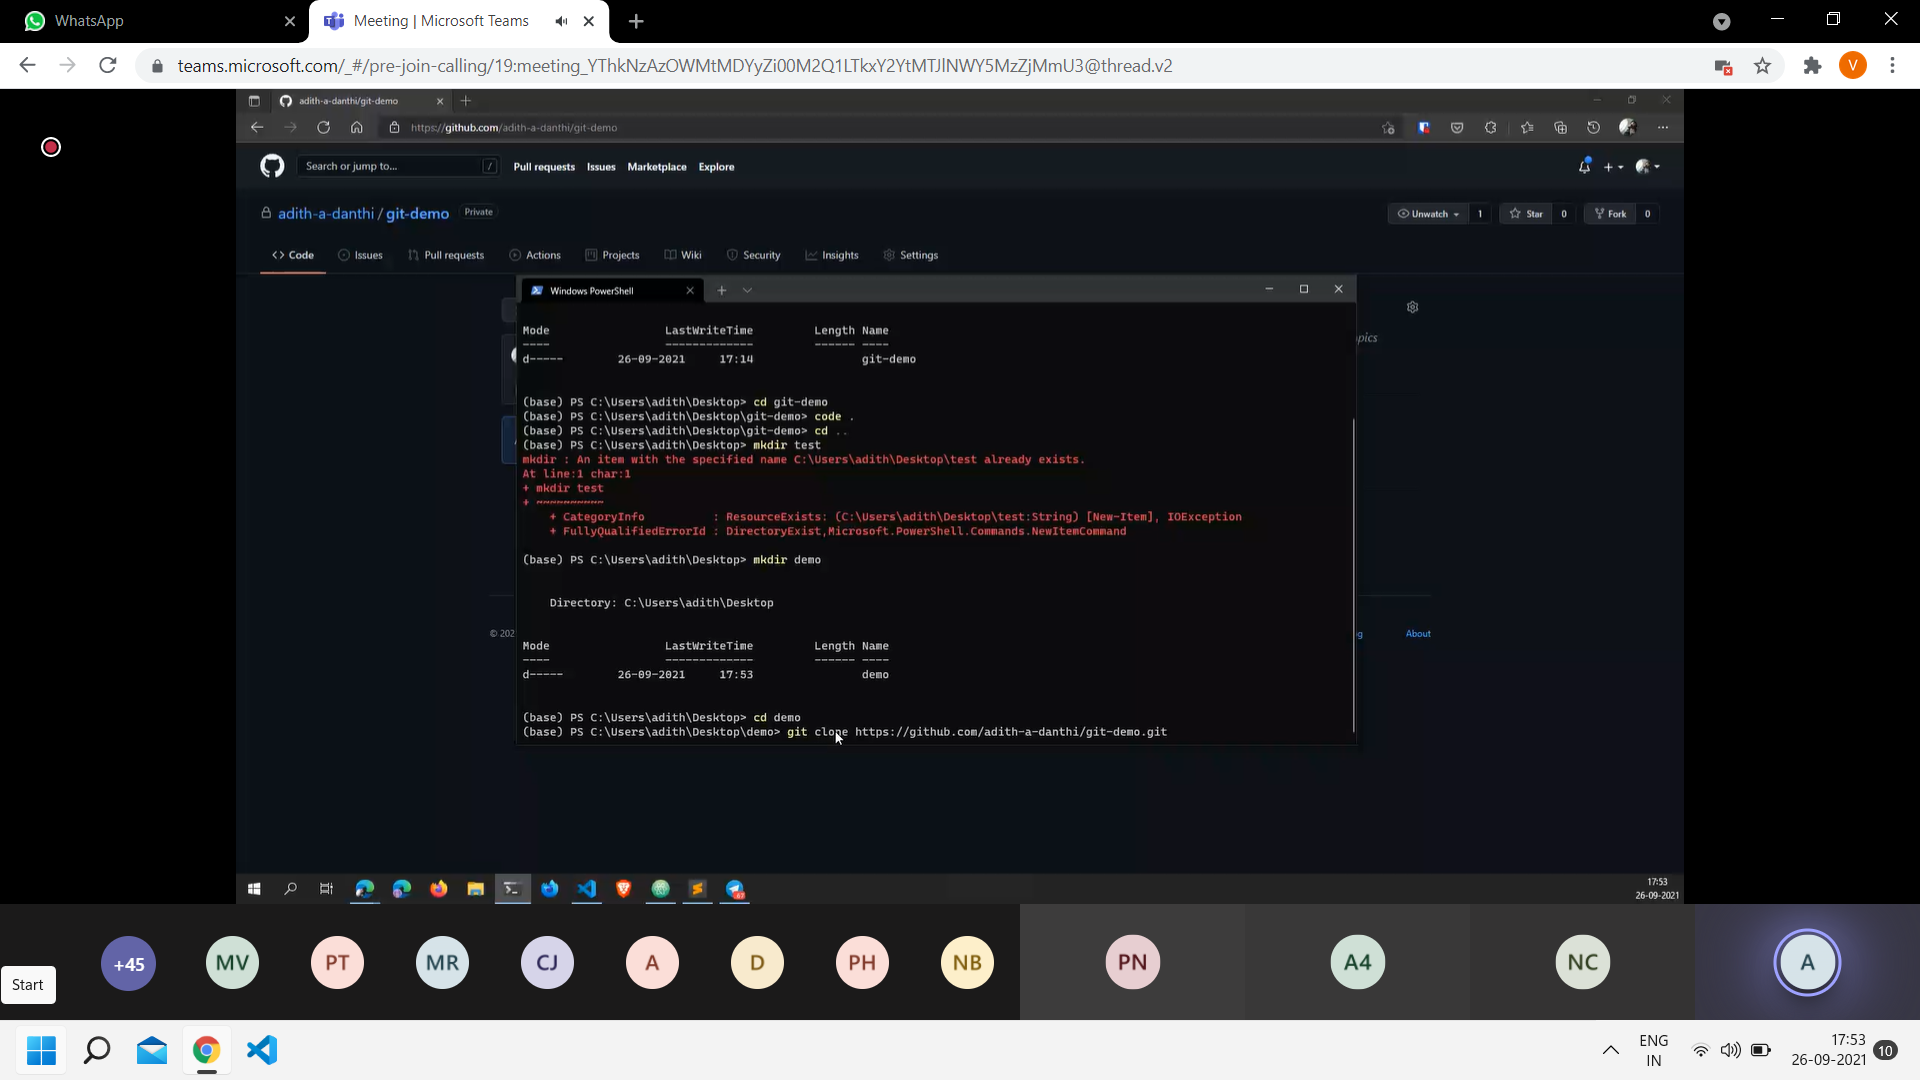 WhatsApp
Meeting | Microsoft Teams
teams.microsoft.com/_#/pre-join-calling/19:meeting_YThkNzAzOWMtMDYyZi00M2Q1LTkxY2YtMTJlNWY5MzZjMmU3@thread.v2
V
adith-a-danthi/git-demo
https://github.com/adith-a-danthi/git-demo
Search or jump to... /
Pull requests Issues Marketplace Explore
adith-a-danthi / git-demo Private
Unwatch 1 Star 0 Fork 0
<> Code Issues Pull requests Actions Projects Wiki Security Insights Settings
Windows PowerShell
Mode LastWriteTime Length Name
---- ------------- ------ ----
d----- 26-09-2021 17:14 git-demo
pics
(base) PS C:\Users\adith\Desktop> cd git-demo
(base) PS C:\Users\adith\Desktop\git-demo> code .
(base) PS C:\Users\adith\Desktop\git-demo> cd ..
(base) PS C:\Users\adith\Desktop> mkdir test
mkdir : An item with the specified name C:\Users\adith\Desktop\test already exists.
At line:1 char:1
+ mkdir test
+ ~~~~~~~~~~
+ CategoryInfo : ResourceExists: (C:\Users\adith\Desktop\test:String) [New-Item], IOException
+ FullyQualifiedErrorId : DirectoryExist,Microsoft.PowerShell.Commands.NewItemCommand
(base) PS C:\Users\adith\Desktop> mkdir demo
Directory: C:\Users\adith\Desktop
© 202
g About
Mode LastWriteTime Length Name
---- ------------- ------ ----
d----- 26-09-2021 17:53 demo
(base) PS C:\Users\adith\Desktop> cd demo
(base) PS C:\Users\adith\Desktop\demo> git clone https://github.com/adith-a-danthi/git-demo.git
17:53
26-09-2021
+45 MV PT MR CJ A D PH NB PN A4 NC A
Start
ENG
IN
17:53
26-09-2021
10